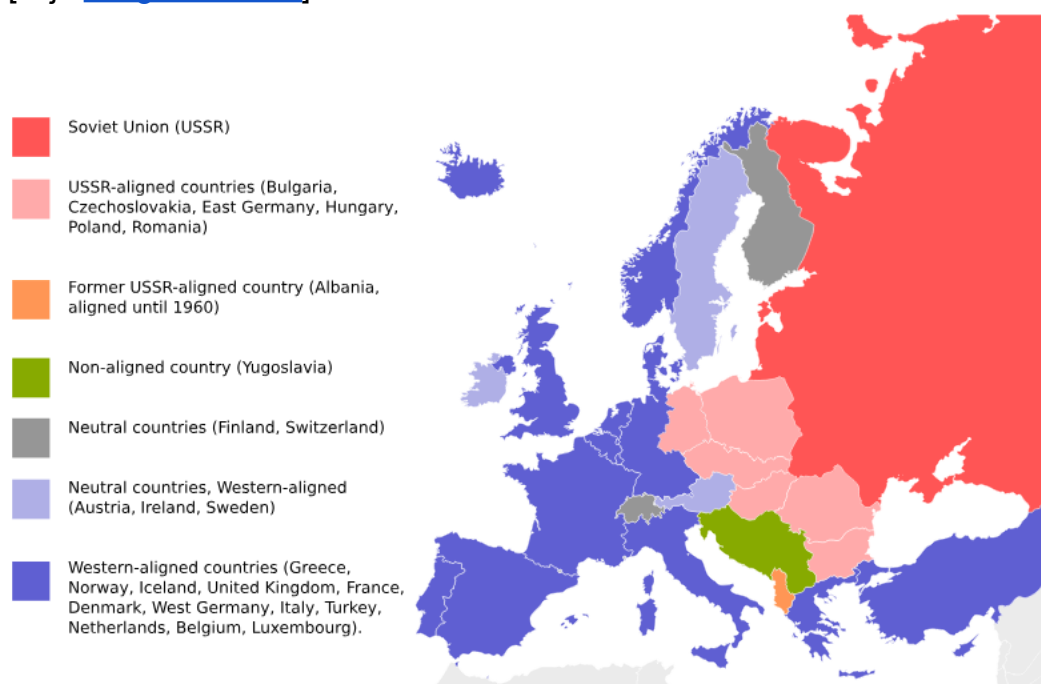 Soviet Union (USSR)
USSR-aligned countries (Bulgaria,
Czechoslovakia, East Germany, Hungary,
Poland, Romania)
Former USSR-aligned country (Albania,
aligned until 1960)
Non-aligned country (Yugoslavia)
Neutral countries (Finland, Switzerland)
Neutral countries, Western-aligned
(Austria, Ireland, Sweden)
Western-aligned countries (Greece,
Norway, Iceland, United Kingdom, France,
Denmark, West Germany, Italy, Turkey,
Netherlands, Belgium, Luxembourg).